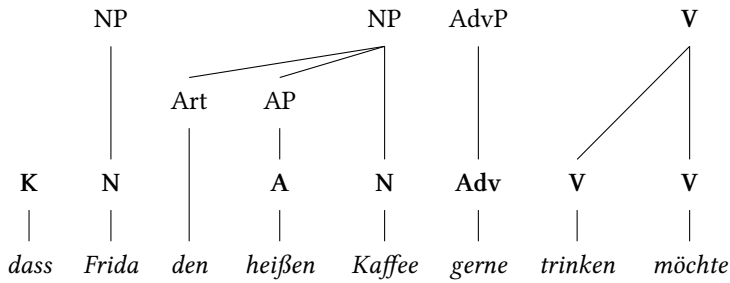 NP NP AdvP V
Art AP
K N A N Adv V V
dass Frida den heißen Kaffee gerne trinken möchte